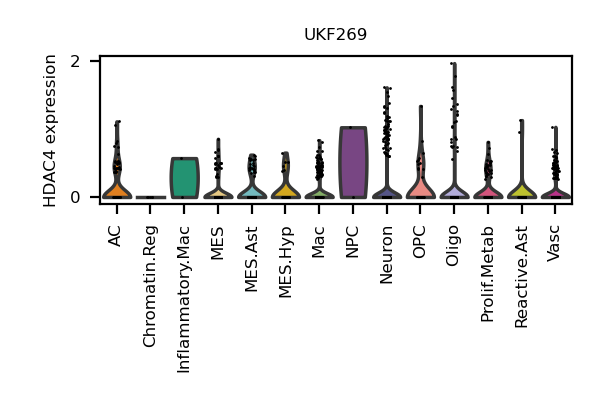 UKF269
HDAC4 expression
2
0
AC
Chromatin.Reg
Inflammatory.Mac
MES
MES.Ast
MES.Hyp
Mac
NPC
Neuron
OPC
Oligo
Prolif.Metab
Reactive.Ast
Vasc